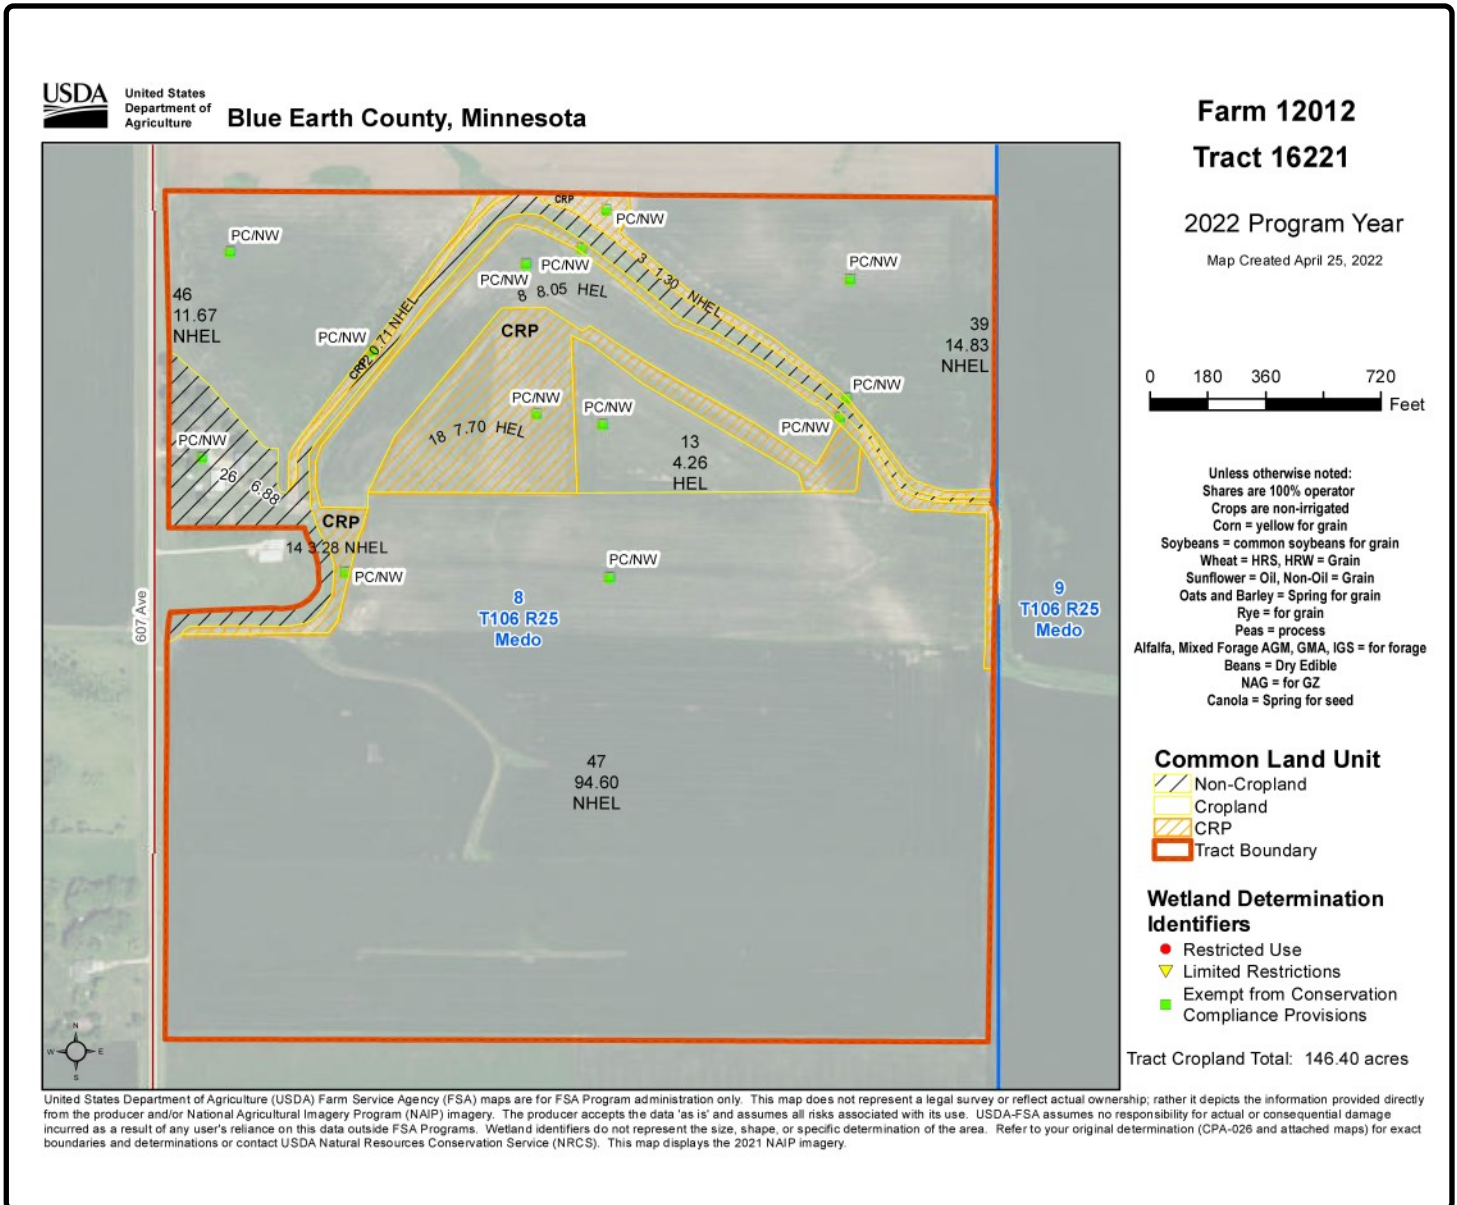 USDA
United States
Department of
Agriculture
Blue Earth County, Minnesota
Farm 12012
Tract 16221
2022 Program Year
Map Created April 25, 2022
CRP
PC/NW
PC/NW
PC/NW
PC/NW
PC/NW
3 1.30 NHEL
8 8.05 HEL
46
11.67
NHEL
PC/NW
CRP
2 0.71 NHEL
CRP
39
14.83
NHEL
PC/NW
PC/NW
PC/NW
PC/NW
18 7.70 HEL
13
4.26
HEL
PC/NW
26 6.88
CRP
14 3.28 NHEL
PC/NW
PC/NW
607 Ave
8
T106 R25
Medo
9
T106 R25
Medo
47
94.60
NHEL
N
W
E
S
0 180 360 720
Feet
Unless otherwise noted:
Shares are 100% operator
Crops are non-irrigated
Corn = yellow for grain
Soybeans = common soybeans for grain
Wheat = HRS, HRW = Grain
Sunflower = Oil, Non-Oil = Grain
Oats and Barley = Spring for grain
Rye = for grain
Peas = process
Alfalfa, Mixed Forage AGM, GMA, IGS = for forage
Beans = Dry Edible
NAG = for GZ
Canola = Spring for seed
Common Land Unit
Non-Cropland
Cropland
CRP
Tract Boundary
Wetland Determination
Identifiers
Restricted Use
Limited Restrictions
Exempt from Conservation
Compliance Provisions
Tract Cropland Total: 146.40 acres
United States Department of Agriculture (USDA) Farm Service Agency (FSA) maps are for FSA Program administration only. This map does not represent a legal survey or reflect actual ownership; rather it depicts the information provided directly
from the producer and/or National Agricultural Imagery Program (NAIP) imagery. The producer accepts the data 'as is' and assumes all risks associated with its use. USDA-FSA assumes no responsibility for actual or consequential damage
incurred as a result of any user's reliance on this data outside FSA Programs. Wetland identifiers do not represent the size, shape, or specific determination of the area. Refer to your original determination (CPA-026 and attached maps) for exact
boundaries and determinations or contact USDA Natural Resources Conservation Service (NRCS). This map displays the 2021 NAIP imagery.